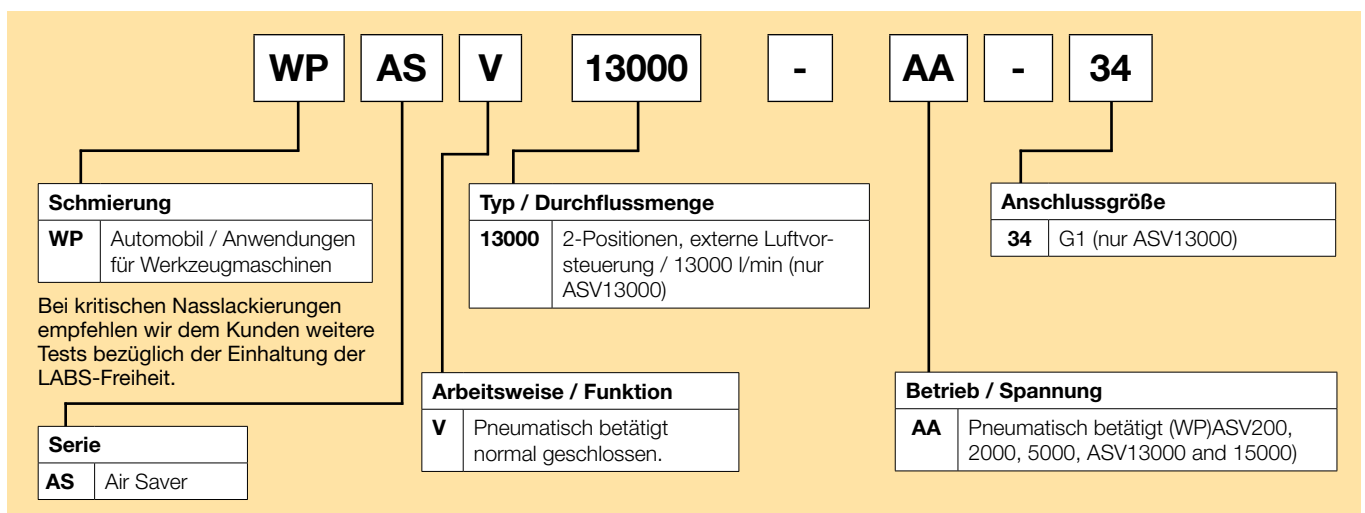 WP AS V 13000 - AA - 34
Schmierung
WP Automobil / Anwendungen
für Werkzeugmaschinen
Bei kritischen Nasslackierungen
empfehlen wir dem Kunden weitere
Tests bezüglich der Einhaltung der
LABS-Freiheit.
Serie
AS Air Saver
Arbeitsweise / Funktion
V Pneumatisch betätigt
normal geschlossen.
Typ / Durchflussmenge
13000 2-Positionen, externe Luftvor-
steuerung / 13000 l/min (nur
ASV13000)
Anschlussgröße
34 G1 (nur ASV13000)
Betrieb / Spannung
AA Pneumatisch betätigt (WP)ASV200,
2000, 5000, ASV13000 and 15000)